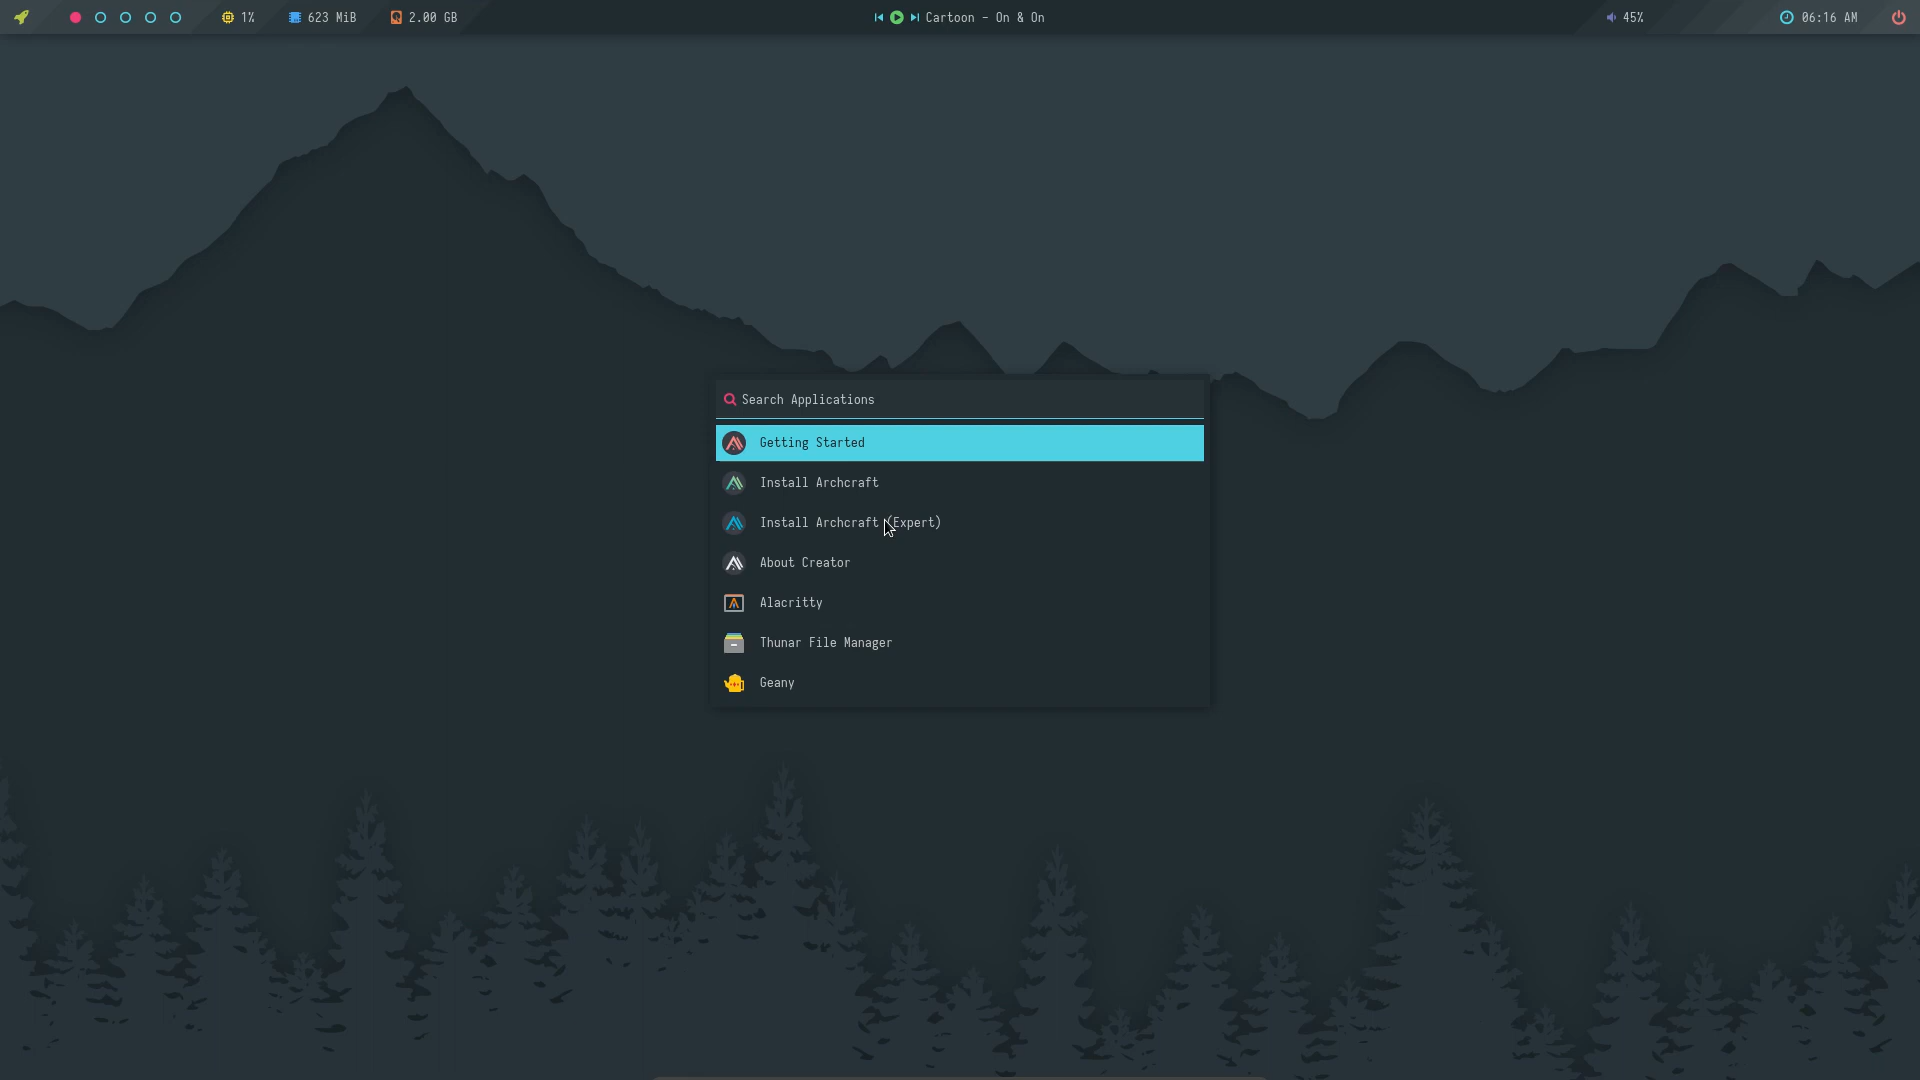 1% 623 MiB 2.00 GB Cartoon - On & On 45% 06:16 AM
Search Applications
Getting Started
Install Archcraft
Install Archcraft (Expert)
About Creator
Alacritty
Thunar File Manager
Geany